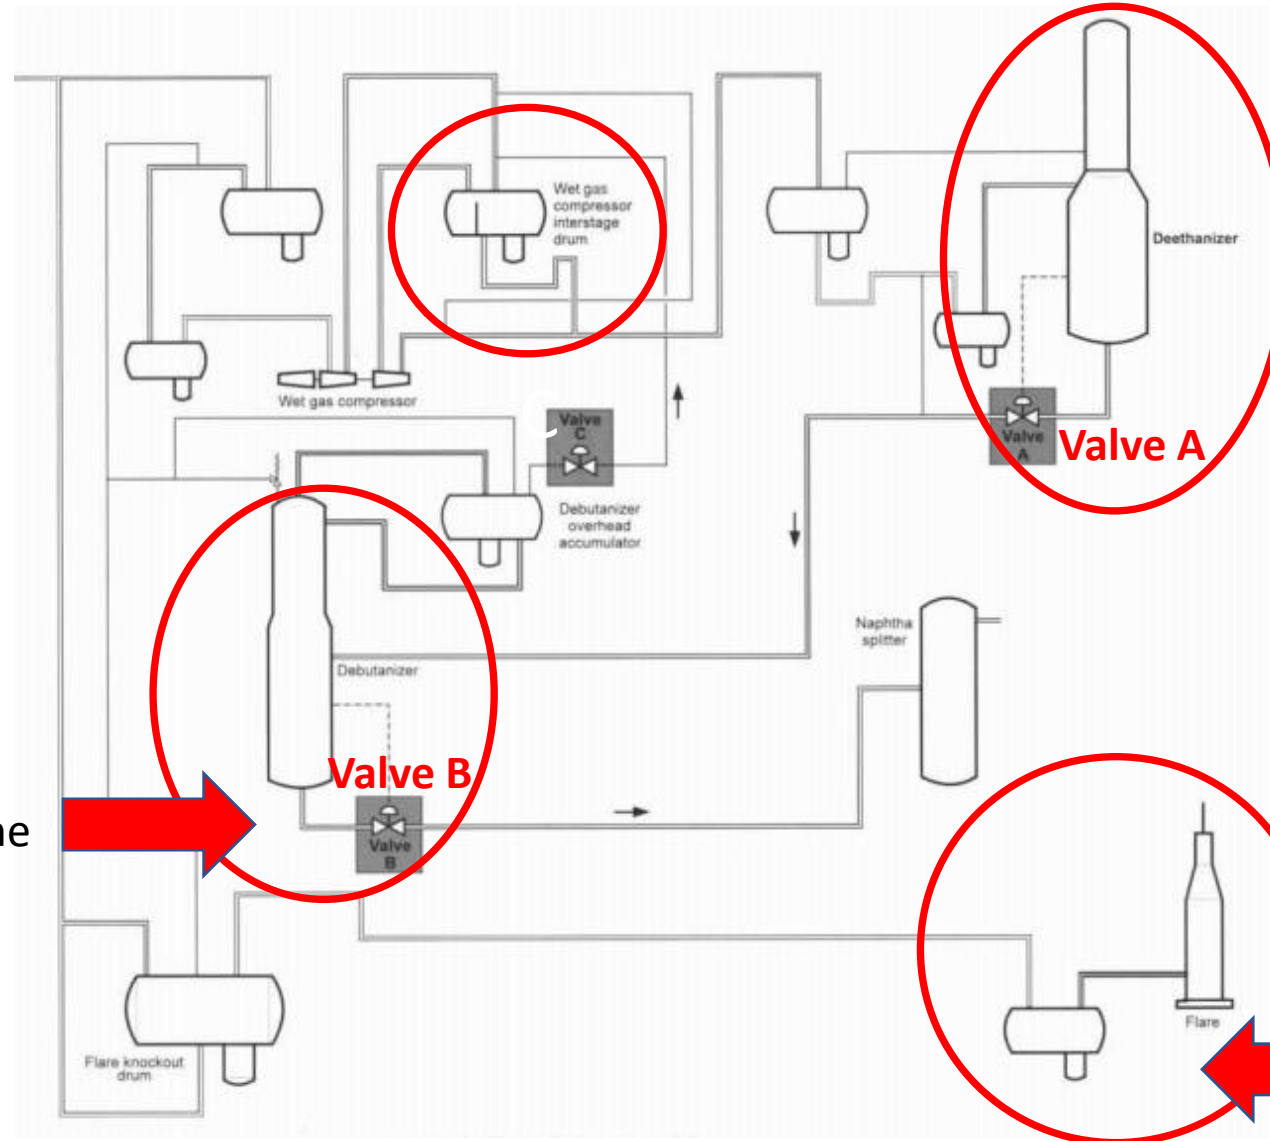 Wet gas
compressor
interstage
drum
Deethanizer
Wet gas compressor
C
Valve
C
Valve
A
Valve A
Debutanizer
overhead
accumulator
Naphtha
splitter
Debutanizer
Valve B
Valve
B
ne
Flare
Flare knockout
drum